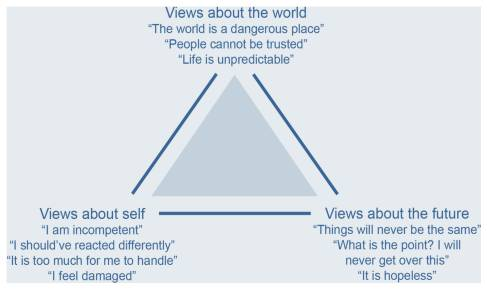 Views about the world
“The world is a dangerous place”
“People cannot be trusted”
“Life is unpredictable”
Views about self
“I am incompetent”
“I should’ve reacted differently”
“It is too much for me to handle”
“I feel damaged”
Views about the future
“Things will never be the same”
“What is the point? I will
never get over this”
“It is hopeless”